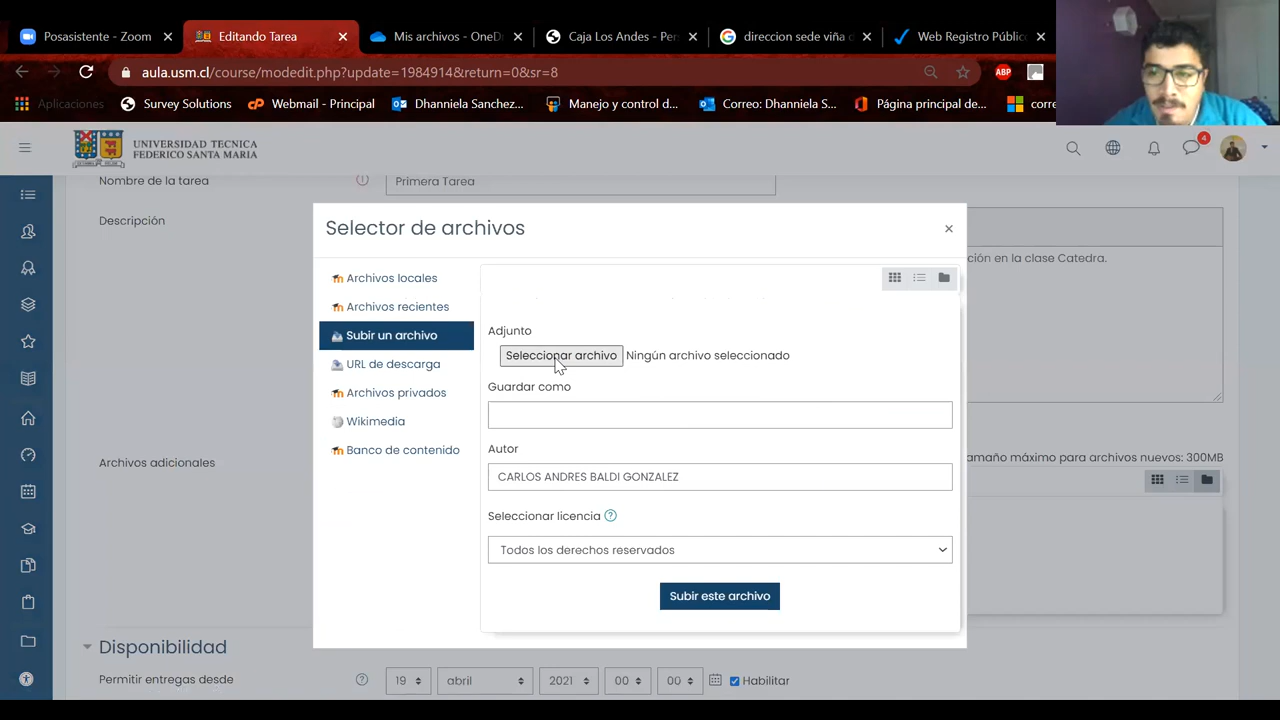 Posasistente - Zoom
Editando Tarea
Mis archivos - OneD
Caja Los Andes - Per
direccion sede viña d
Web Registro Públic
aula.usm.cl/course/modedit.php?update=1984914&return=0&sr=8
ABP
Aplicaciones
Survey Solutions
Webmail - Principal
Dhanniela Sanchez...
Manejo y control d...
Correo: Dhanniela S...
Página principal de...
corre
UNIVERSIDAD TECNICA
FEDERICO SANTA MARIA
4
Nombre de la tarea
Primera Tarea
Descripción
ción en la clase Catedra.
Selector de archivos
Archivos locales
Archivos recientes
Subir un archivo
URL de descarga
Archivos privados
Wikimedia
Banco de contenido
Adjunto
Seleccionar archivo Ningún archivo seleccionado
Guardar como
Autor
CARLOS ANDRES BALDI GONZALEZ
Seleccionar licencia
Todos los derechos reservados
Subir este archivo
Archivos adicionales
amaño máximo para archivos nuevos: 300MB
Disponibilidad
Permitir entregas desde
19 abril 2021 00 00 Habilitar